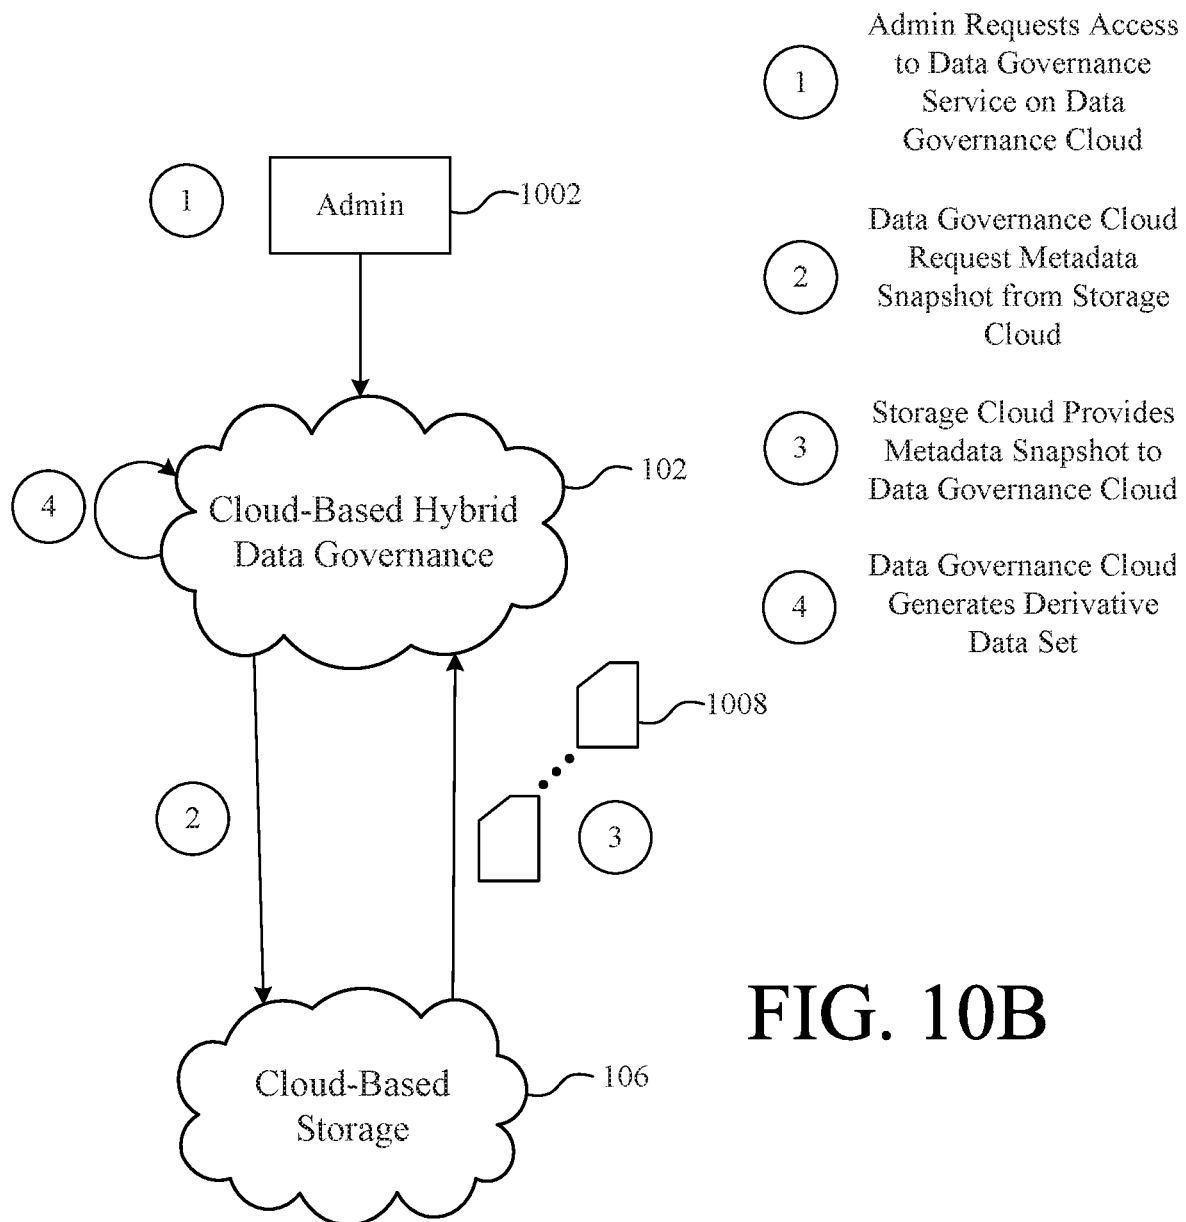 1
Admin Requests Access
to Data Governance
Service on Data
Governance Cloud
1
Admin
1002
2
Data Governance Cloud
Request Metadata
Snapshot from Storage
Cloud
3
Storage Cloud Provides
Metadata Snapshot to
Data Governance Cloud
102
4
Cloud-Based Hybrid
Data Governance
4
Data Governance Cloud
Generates Derivative
Data Set
1008
2
3
FIG. 10B
Cloud-Based
Storage
106